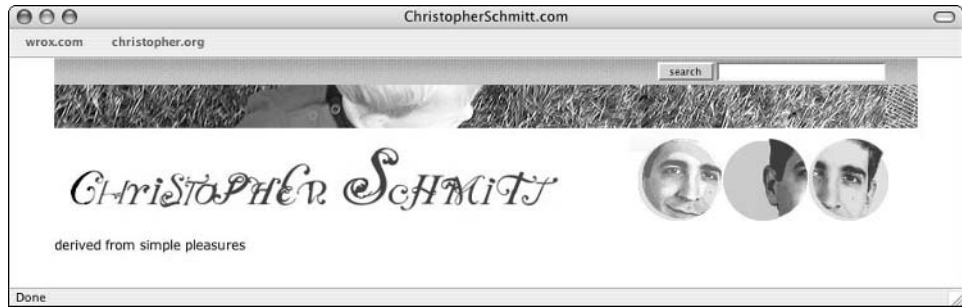 ChristopherSchmitt.com
wrox.com christopher.org
search
CHriSToPHEr ScHMiTT
derived from simple pleasures
Done